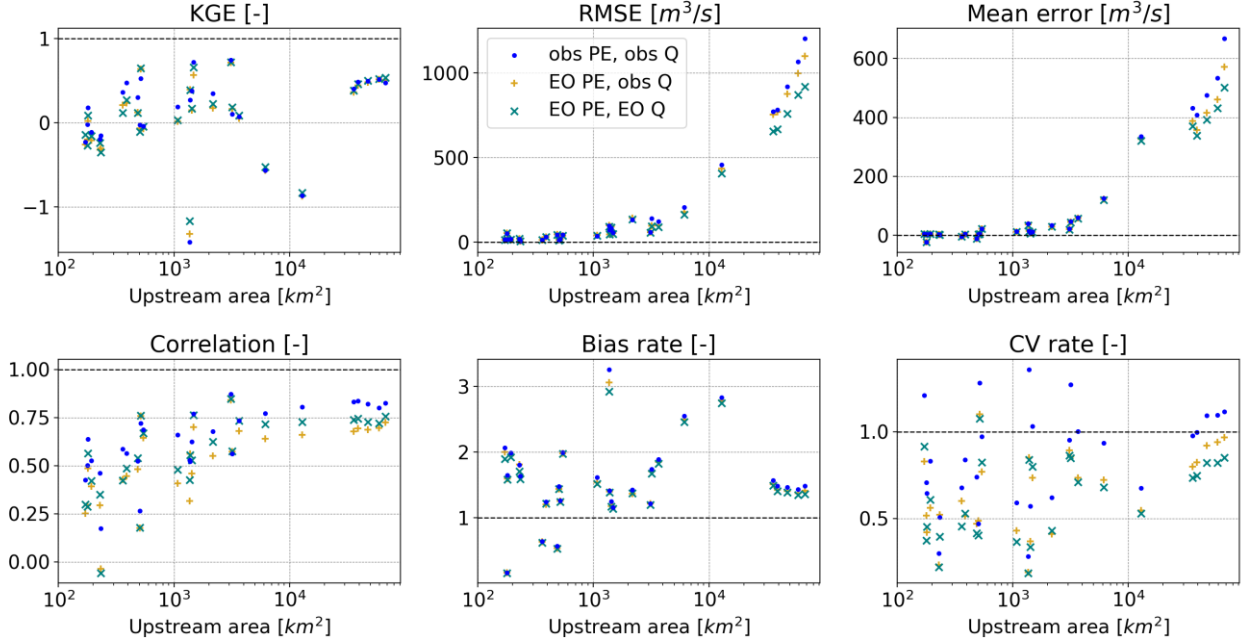 KGE [-]
1
0
−1
10²
10³
10⁴
Upstream area [km²]
RMSE [m³/s]
obs PE, obs Q
EO PE, obs Q
EO PE, EO Q
1000
500
0
10²
10³
10⁴
Upstream area [km²]
Mean error [m³/s]
600
400
200
0
10²
10³
10⁴
Upstream area [km²]
Correlation [-]
1.00
0.75
0.50
0.25
0.00
10²
10³
10⁴
Upstream area [km²]
Bias rate [-]
3
2
1
10²
10³
10⁴
Upstream area [km²]
CV rate [-]
1.0
0.5
10²
10³
10⁴
Upstream area [km²]